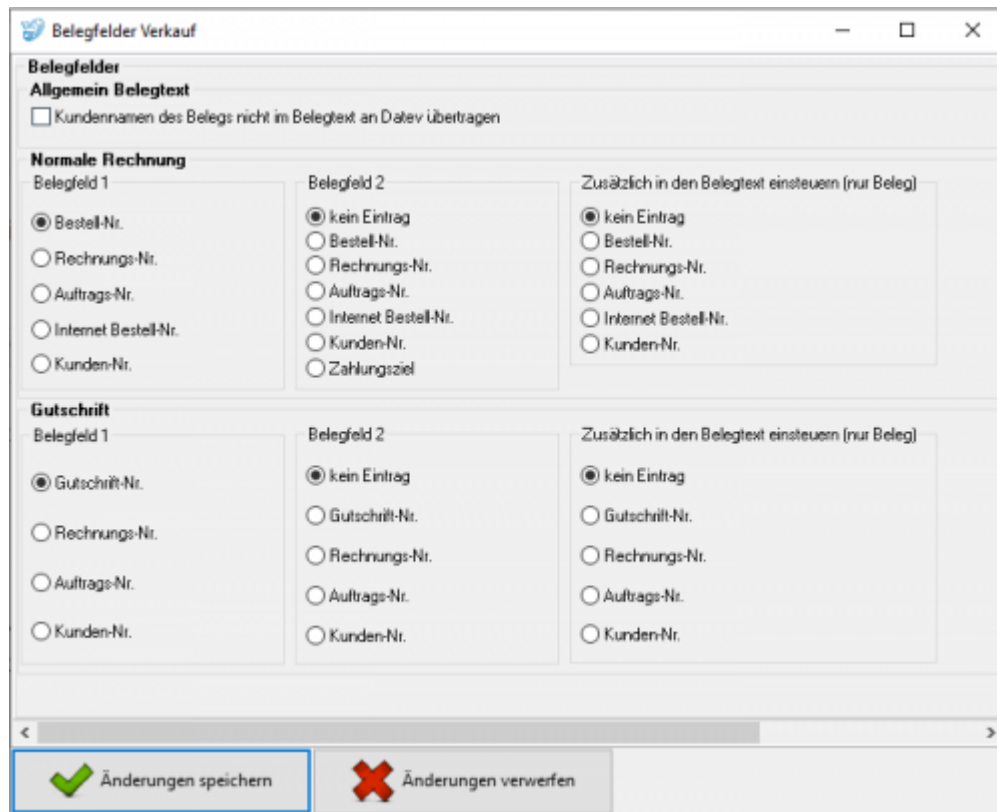 Belegfelder Verkauf
Belegfelder
Allgemein Belegtext
Kundennamen des Belegs nicht im Belegtext an Datev übertragen
Normale Rechnung
Belegfeld 1
Bestell-Nr.
Rechnungs-Nr.
Auftrags-Nr.
Internet Bestell-Nr.
Kunden-Nr.
Belegfeld 2
kein Eintrag
Bestell-Nr.
Rechnungs-Nr.
Auftrags-Nr.
Internet Bestell-Nr.
Kunden-Nr.
Zahlungsziel
Zusätzlich in den Belegtext einsteuern (nur Beleg)
kein Eintrag
Bestell-Nr.
Rechnungs-Nr.
Auftrags-Nr.
Internet Bestell-Nr.
Kunden-Nr.
Gutschrift
Belegfeld 1
Gutschrift-Nr.
Rechnungs-Nr.
Auftrags-Nr.
Kunden-Nr.
Belegfeld 2
kein Eintrag
Gutschrift-Nr.
Rechnungs-Nr.
Auftrags-Nr.
Kunden-Nr.
Zusätzlich in den Belegtext einsteuern (nur Beleg)
kein Eintrag
Gutschrift-Nr.
Rechnungs-Nr.
Auftrags-Nr.
Kunden-Nr.
Änderungen speichern
Änderungen verwerfen